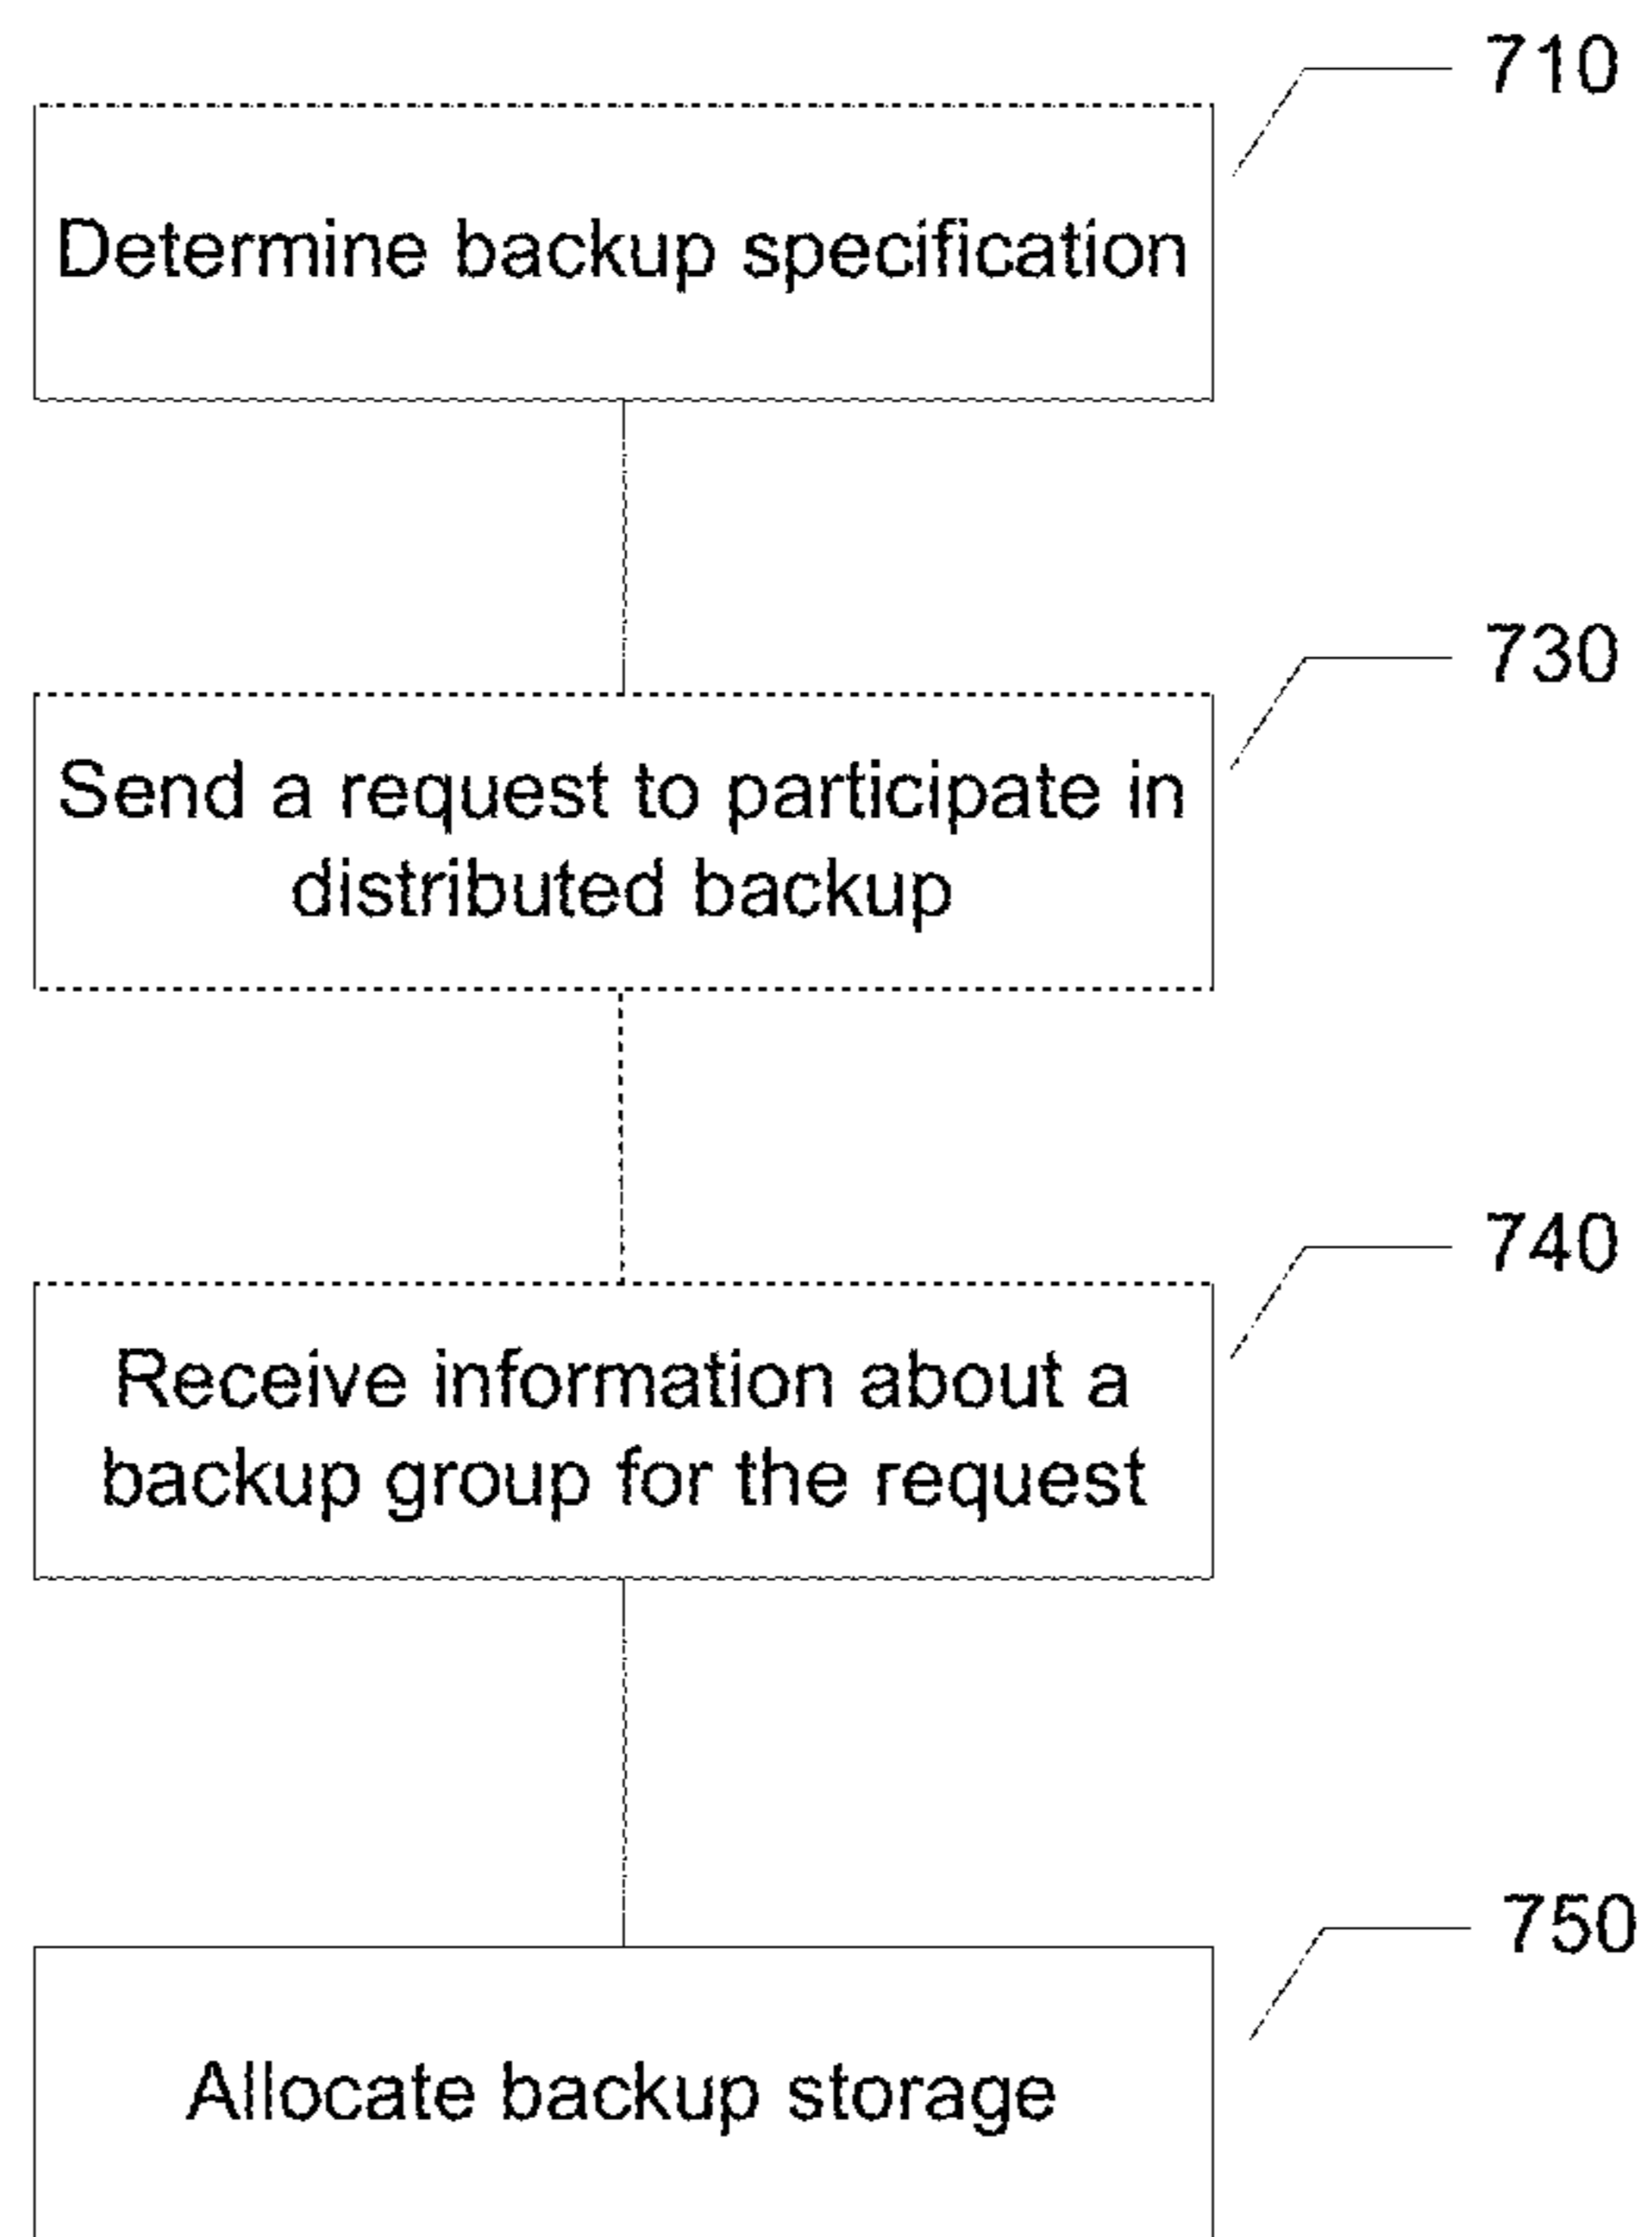 710
Determine backup specification
730
Send a request to participate in
distributed backup
740
Receive information about a
backup group for the request
750
Allocate backup storage